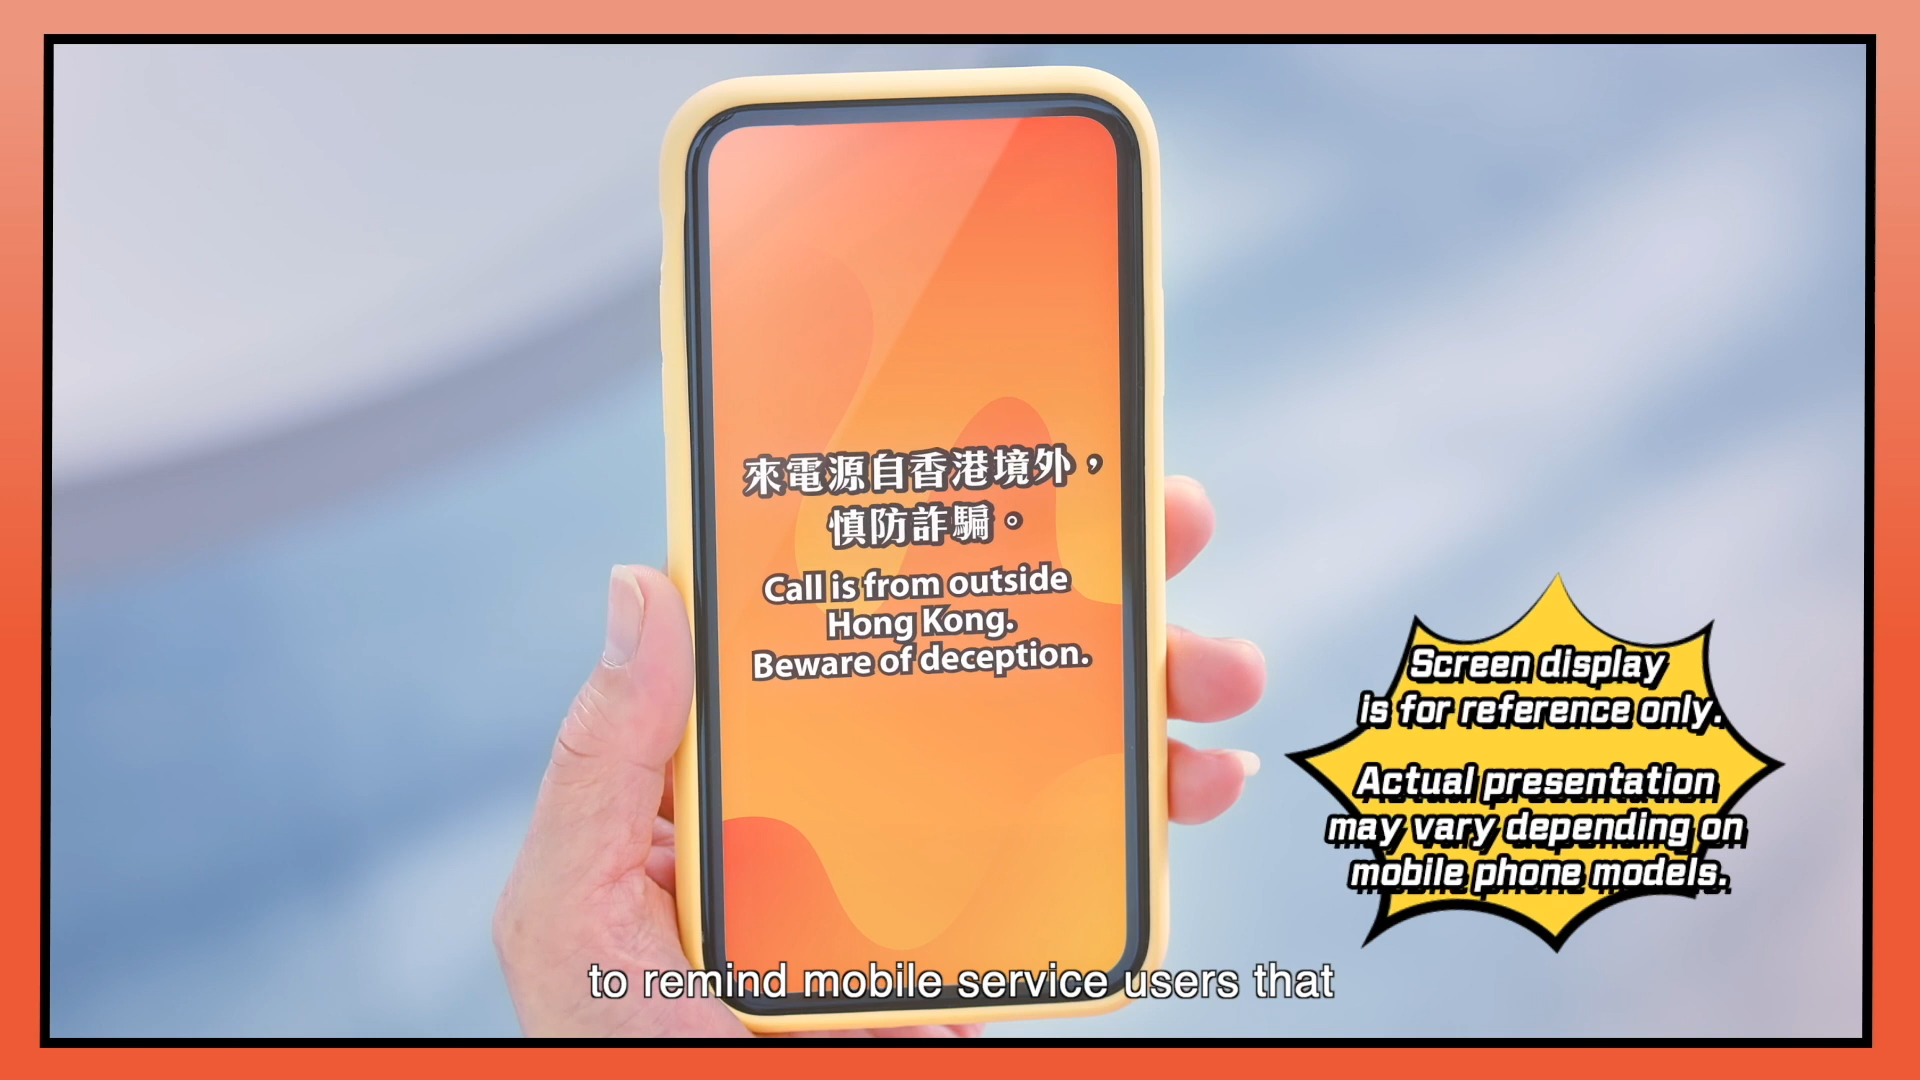 來電源自香港境外，
慎防詐騙。
Call is from outside
Hong Kong.
Beware of deception.
Screen display
is for reference only.
Actual presentation
may vary depending on
mobile phone models.
to remind mobile service users that